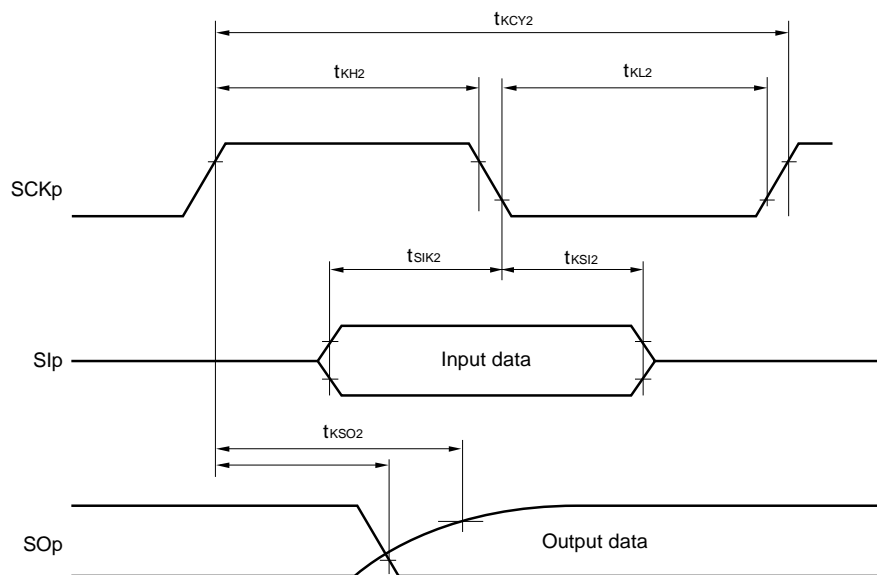 tKCY2
tKH2
tKL2
SCKp
tSIK2
tKSI2
SIp
Input data
tKSO2
SOp
Output data